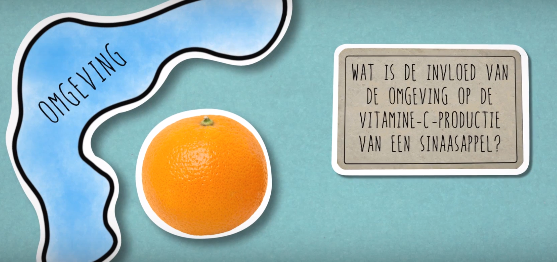 OMGEVING
WAT IS DE INVLOED VAN
DE OMGEVING OP DE
VITAMINE-C-PRODUCTIE
VAN EEN SINAASAPPEL?